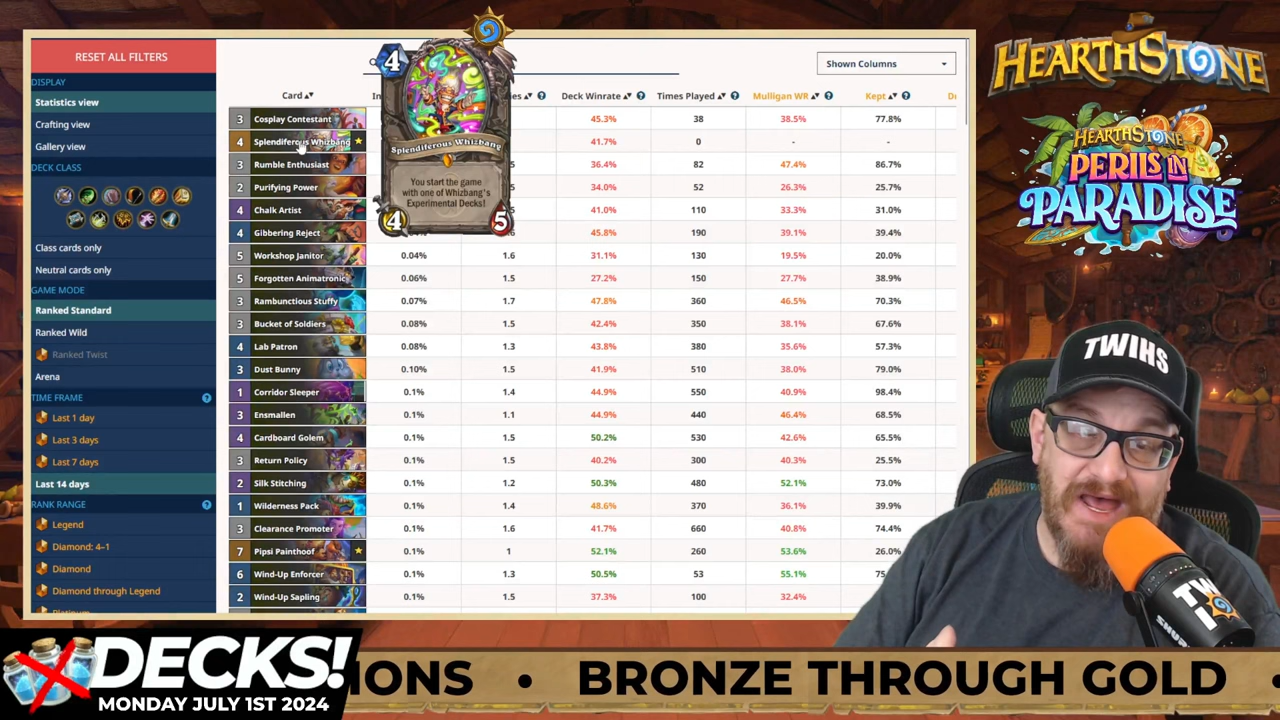 RESET ALL FILTERS
DISPLAY
Statistics view
Crafting view
Gallery view
DECK CLASS
Class cards only
Neutral cards only
GAME MODE
Ranked Standard
Ranked Wild
Ranked Twist
Arena
TIME FRAME
Last 1 day
Last 3 days
Last 7 days
Last 14 days
RANK RANGE
Legend
Diamond: 4–1
Diamond
Diamond through Legend
Platinum
Shown Columns
Card Deck Winrate Times Played Mulligan WR Kept
3 Cosplay Contestant 45.3% 38 38.5% 77.8%
4 Splendiferous Whizbang 41.7% 0 - -
3 Rumble Enthusiast 36.4% 82 47.4% 86.7%
2 Purifying Power 34.0% 52 26.3% 25.7%
4 Chalk Artist 41.0% 110 33.3% 31.0%
4 Gibbering Reject 45.8% 190 39.1% 39.4%
5 Workshop Janitor 0.04% 1.6 31.1% 130 19.5% 20.0%
5 Forgotten Animatronic 0.06% 1.5 27.2% 150 27.7% 38.9%
3 Rambunctious Stuffy 0.07% 1.7 47.8% 360 46.5% 70.3%
3 Bucket of Soldiers 0.08% 1.5 42.4% 350 38.1% 67.6%
4 Lab Patron 0.08% 1.3 43.8% 380 35.6% 57.3%
3 Dust Bunny 0.10% 1.5 41.9% 510 38.0% 79.0%
1 Corridor Sleeper 0.1% 1.4 44.9% 550 40.9% 98.4%
3 Ensmallen 0.1% 1.1 44.9% 440 46.4% 68.5%
4 Cardboard Golem 0.1% 1.5 50.2% 530 42.6% 65.5%
3 Return Policy 0.1% 1.5 40.2% 300 40.3% 25.5%
2 Silk Stitching 0.1% 1.2 50.3% 480 52.1% 73.0%
1 Wilderness Pack 0.1% 1.4 48.6% 370 36.1% 39.9%
3 Clearance Promoter 0.1% 1.6 41.7% 660 40.8% 74.4%
7 Pipsi Painthoof 0.1% 1 52.1% 260 53.6% 26.0%
6 Wind-Up Enforcer 0.1% 1.3 50.5% 53 55.1%
2 Wind-Up Sapling 0.1% 1.5 37.3% 100 32.4%
4
Splendiferous Whizbang
You start the game
with one of Whizbang's
Experimental Decks!
4 5
HEARTHSTONE
HEARTHSTONE
PERILS IN
PARADISE
TWIHS
DECKS!
MONDAY JULY 1ST 2024
IONS • BRONZE THROUGH GOLD